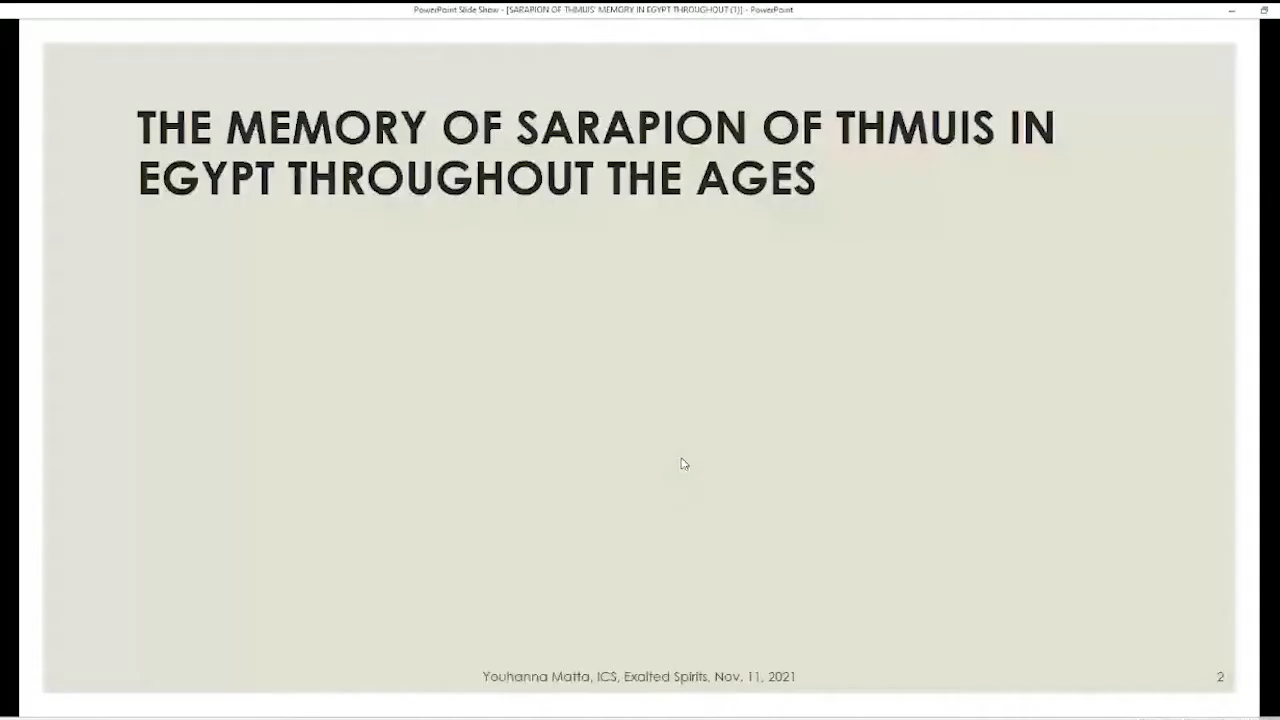 PowerPoint Slide Show - [SARAPION OF THMUIS' MEMORY IN EGYPT THROUGHOUT (1)] - PowerPoint
THE MEMORY OF SARAPION OF THMUIS IN
EGYPT THROUGHOUT THE AGES
Youhanna Matta, ICS, Exalted Spirits, Nov. 11, 2021
2